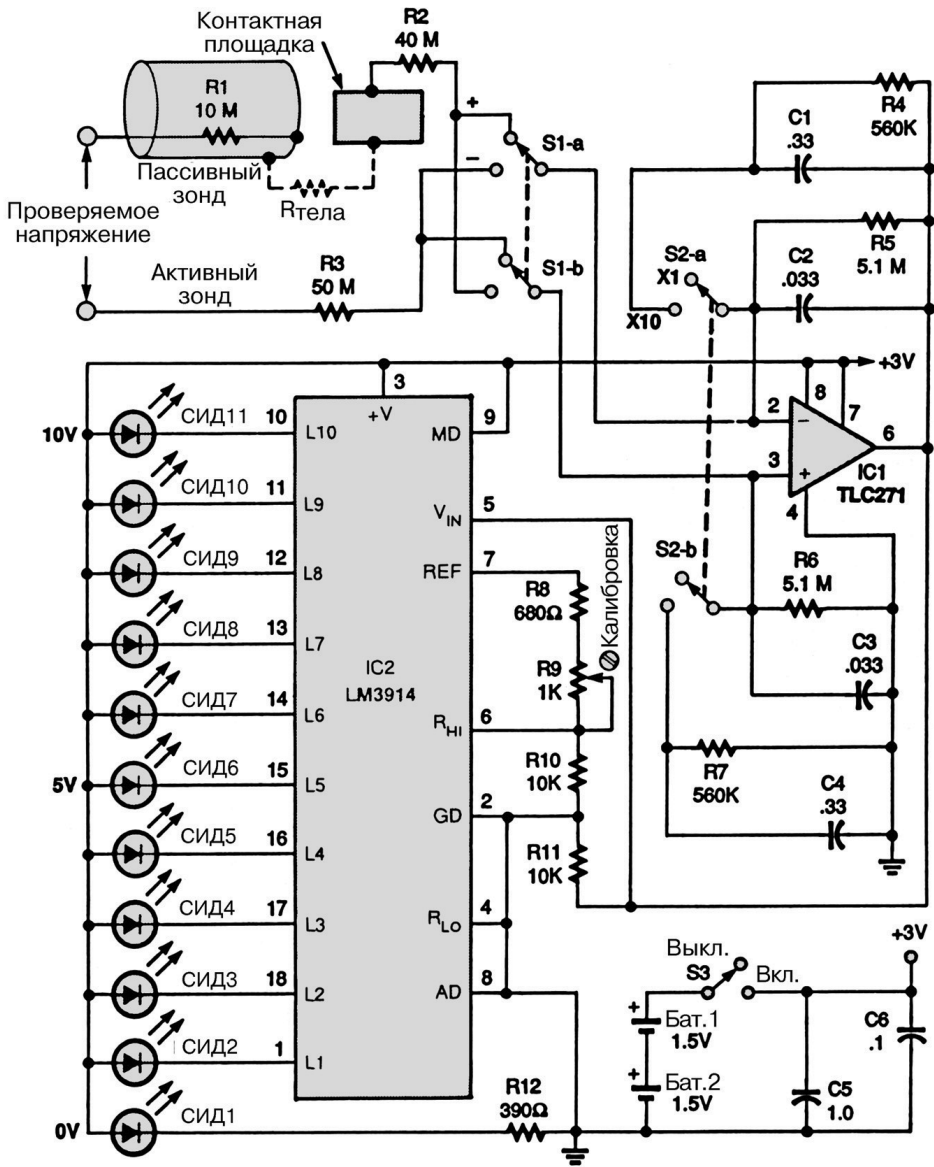 Контактная
площадка
R2
40 M
R1
10 M
Пассивный
зонд
Rтела
Проверяемое
напряжение
Активный
зонд
R3
50 M
+
–
S1-a
S1-b
C1
.33
R4
560K
R5
5.1 M
C2
.033
S2-a
X1
X10
+3V
8
7
2
–
6
3
+
4
IC1
TLC271
S2-b
R6
5.1 M
C3
.033
R7
560K
C4
.33
3
+V
10V
СИД11
10
L10
MD
9
СИД10
11
L9
VIN
5
СИД9
12
L8
REF
7
СИД8
13
L7
IC2
LM3914
СИД7
14
L6
RHI
6
5V
СИД6
15
L5
GD
2
СИД5
16
L4
СИД4
17
L3
RLO
4
СИД3
18
L2
AD
8
СИД2
1
L1
0V
СИД1
R8
680Ω
R9
1K
Калибровка
R10
10K
R11
10K
R12
390Ω
Выкл.
S3
Вкл.
+3V
+
Бат.1
1.5V
+
Бат.2
1.5V
C6
.1
C5
1.0